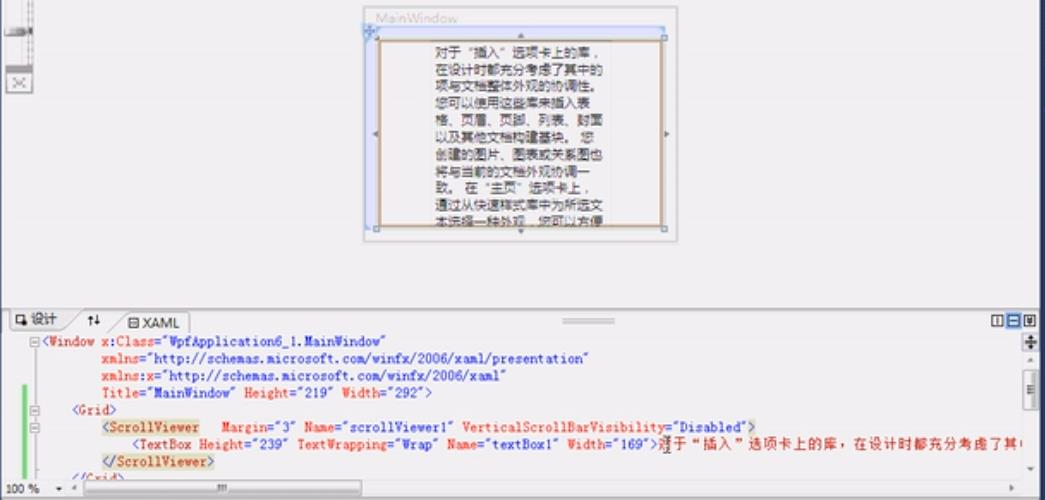 MainWindow
对于“插入”选项卡上的库，
在设计时都充分考虑了其中的
项与文档整体外观的协调性。
您可以使用这些库来插入表
格、页眉、页脚、列表、封面
以及其他文档构建基块。 您
创建的图片、图表或关系图也
将与当前的文档外观协调一
致。 在“主页”选项卡上，
通过从快速样式库中为所选文
本选择一种外观，您可以方便
设计
XAML
<Window x:Class="WpfApplication6_1.MainWindow"
xmlns="http://schemas.microsoft.com/winfx/2006/xaml/presentation"
xmlns:x="http://schemas.microsoft.com/winfx/2006/xaml"
Title="MainWindow" Height="219" Width="292">
<Grid>
<ScrollViewer Margin="3" Name="scrollViewer1" VerticalScrollBarVisibility="Disabled">
<TextBox Height="239" TextWrapping="Wrap" Name="textBox1" Width="169">对于“插入”选项卡上的库，在设计时都充分考虑了其
</ScrollViewer>
</Grid>
100 %